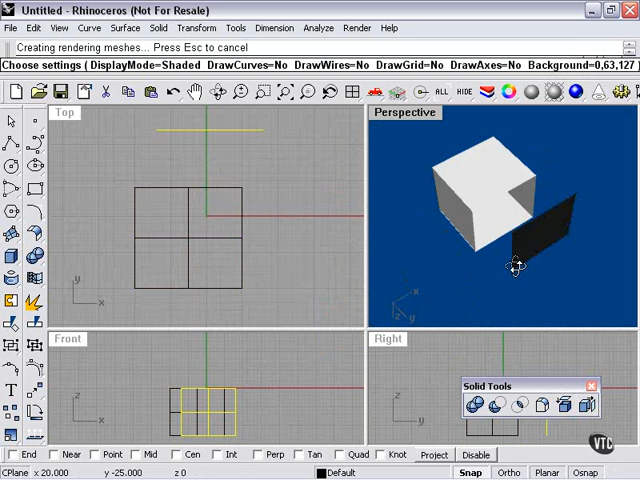 Untitled - Rhinoceros (Not For Resale)
File Edit View Curve Surface Solid Mesh Dimension Transform Tools Analyze Render Help
Creating rendering meshes... Press Esc to cancel
Choose settings ( DisplayMode=Shaded DrawCurves=No DrawWires=No DrawGrid=No DrawAxes=No Background=0,63,127 )
ALL HIDE
Top
Perspective
y
x
x
z
y
Front
Right
z
x
z
y
Solid Tools
T
VTC
End Near Point Mid Cen Int Perp Tan Quad Knot Project Disable
CPlane x 20.000 y -25.000 z 0 Default Snap Ortho Planar Osnap